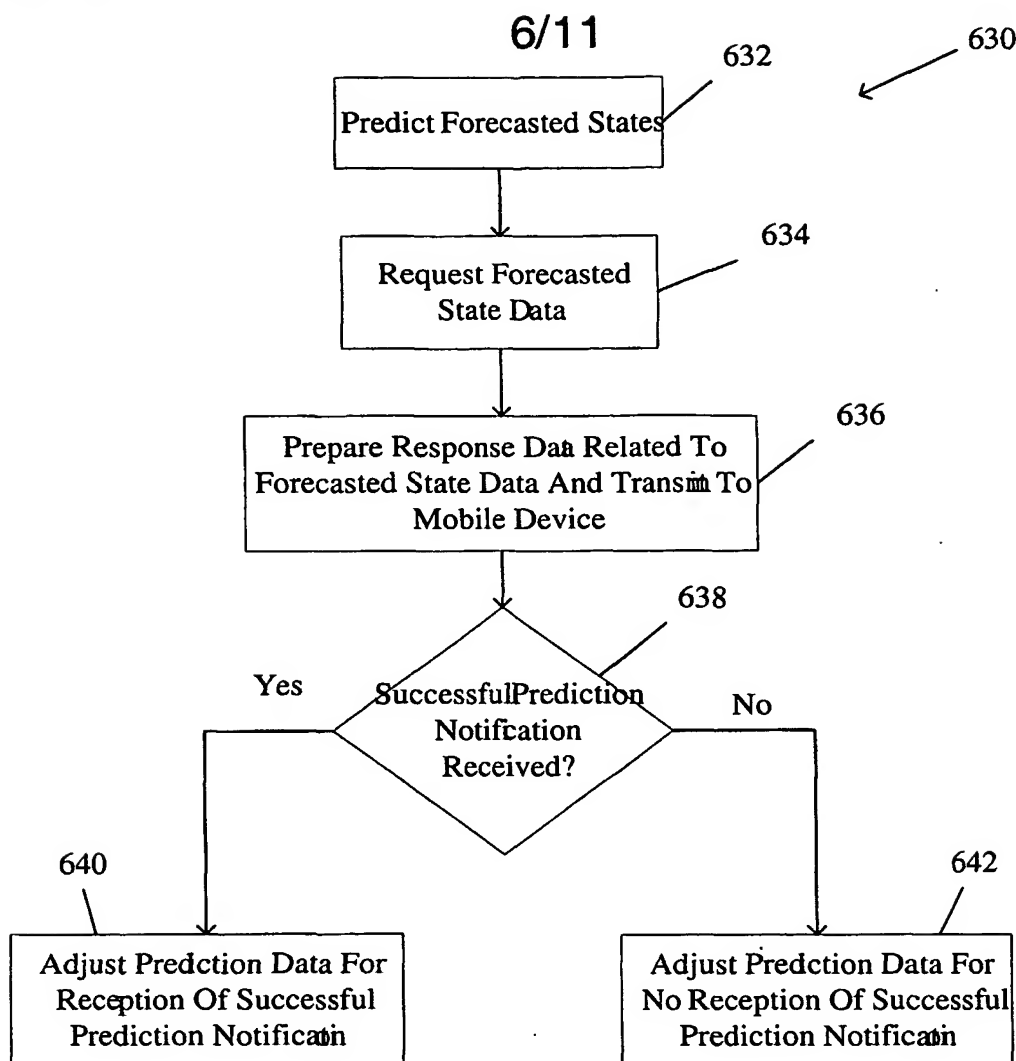 6/11
630
632
Predict Forecasted States
634
Request Forecasted
State Data
636
Prepare Response Data Related To
Forecasted State Data And Transmit To
Mobile Device
638
Yes
Successful Prediction
Notification
Received?
No
640
642
Adjust Prediction Data For
Reception Of Successful
Prediction Notification
Adjust Prediction Data For
No Reception Of Successful
Prediction Notification